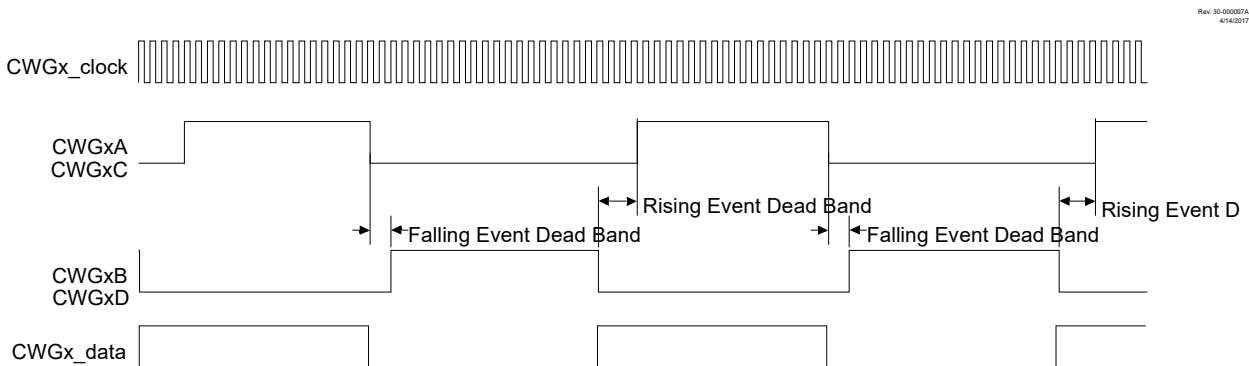 Rev. 30-000097A
4/14/2017
CWGx_clock
CWGxA
CWGxC
Rising Event Dead Band
Rising Event D
Falling Event Dead Band
Falling Event Dead Band
CWGxB
CWGxD
CWGx_data